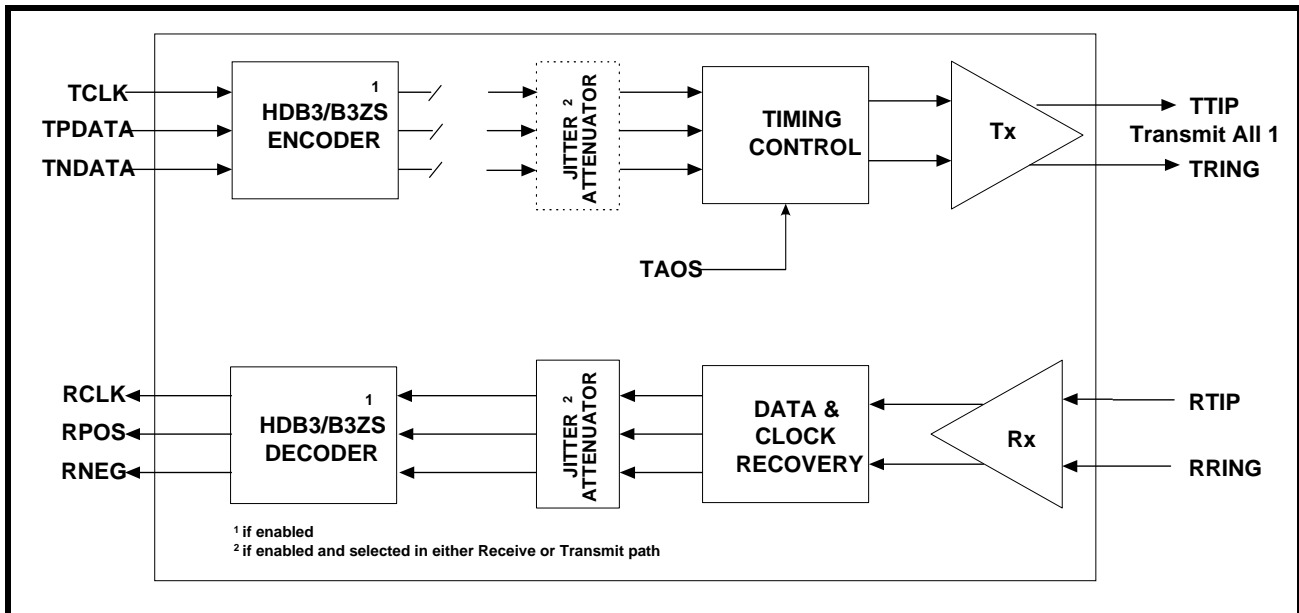 TCLK
TPDATA
TNDATA
1
HDB3/B3ZS
ENCODER
JITTER 2
ATTENUATOR
TIMING
CONTROL
Tx
TTIP
Transmit All 1
TRING
TAOS
RCLK
RPOS
RNEG
1
HDB3/B3ZS
DECODER
JITTER 2
ATTENUATOR
DATA &
CLOCK
RECOVERY
Rx
RTIP
RRING
1 if enabled
2 if enabled and selected in either Receive or Transmit path